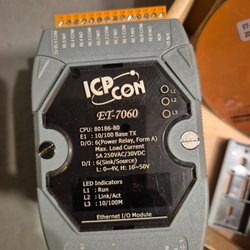 ICP
CON
ET-7060
CPU: 80186-80
E1 : 10/100 Base TX
D/O: 6(Power Relay, Form A)
Max. Load Current
5A 250VAC/30VDC
D/I : 6(Sink/Source)
L: 0~4V, H: 10~50V
LED Indicators
L1 : Run
L2 : Link/Act
L3 : 10/100M
Ethernet I/O Module
L1
L2
L3